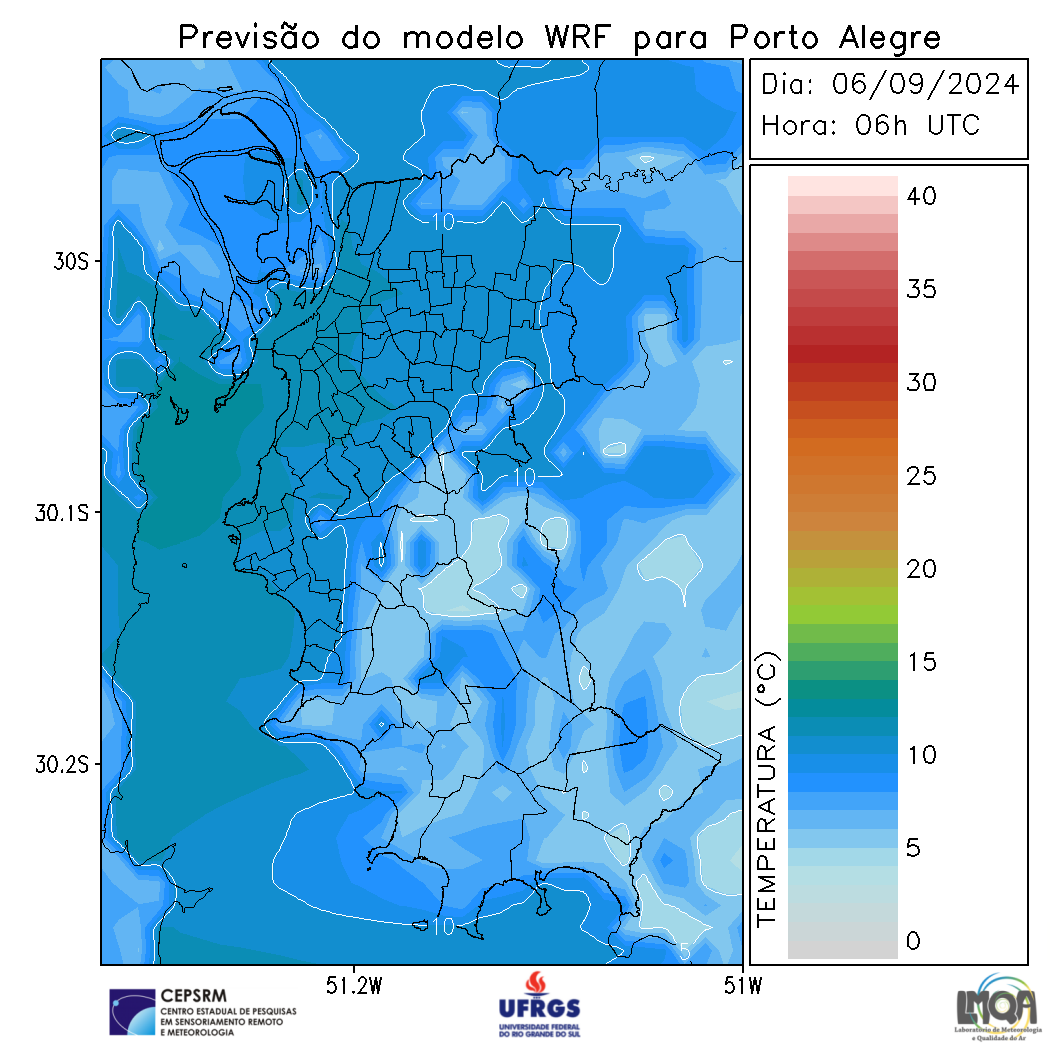 Previsão do modelo WRF para Porto Alegre
Dia: 06/09/2024
Hora: 06h UTC
40
35
30
25
20
15
10
5
0
TEMPERATURA (°C)
30S
30.1S
30.2S
51.2W
51W
10
10
10
5
CEPSRM
CENTRO ESTADUAL DE PESQUISAS
EM SENSORIAMENTO REMOTO
E METEOROLOGIA
UFRGS
UNIVERSIDADE FEDERAL
DO RIO GRANDE DO SUL
LMQA
Laboratório de Meteorologia
e Qualidade do Ar